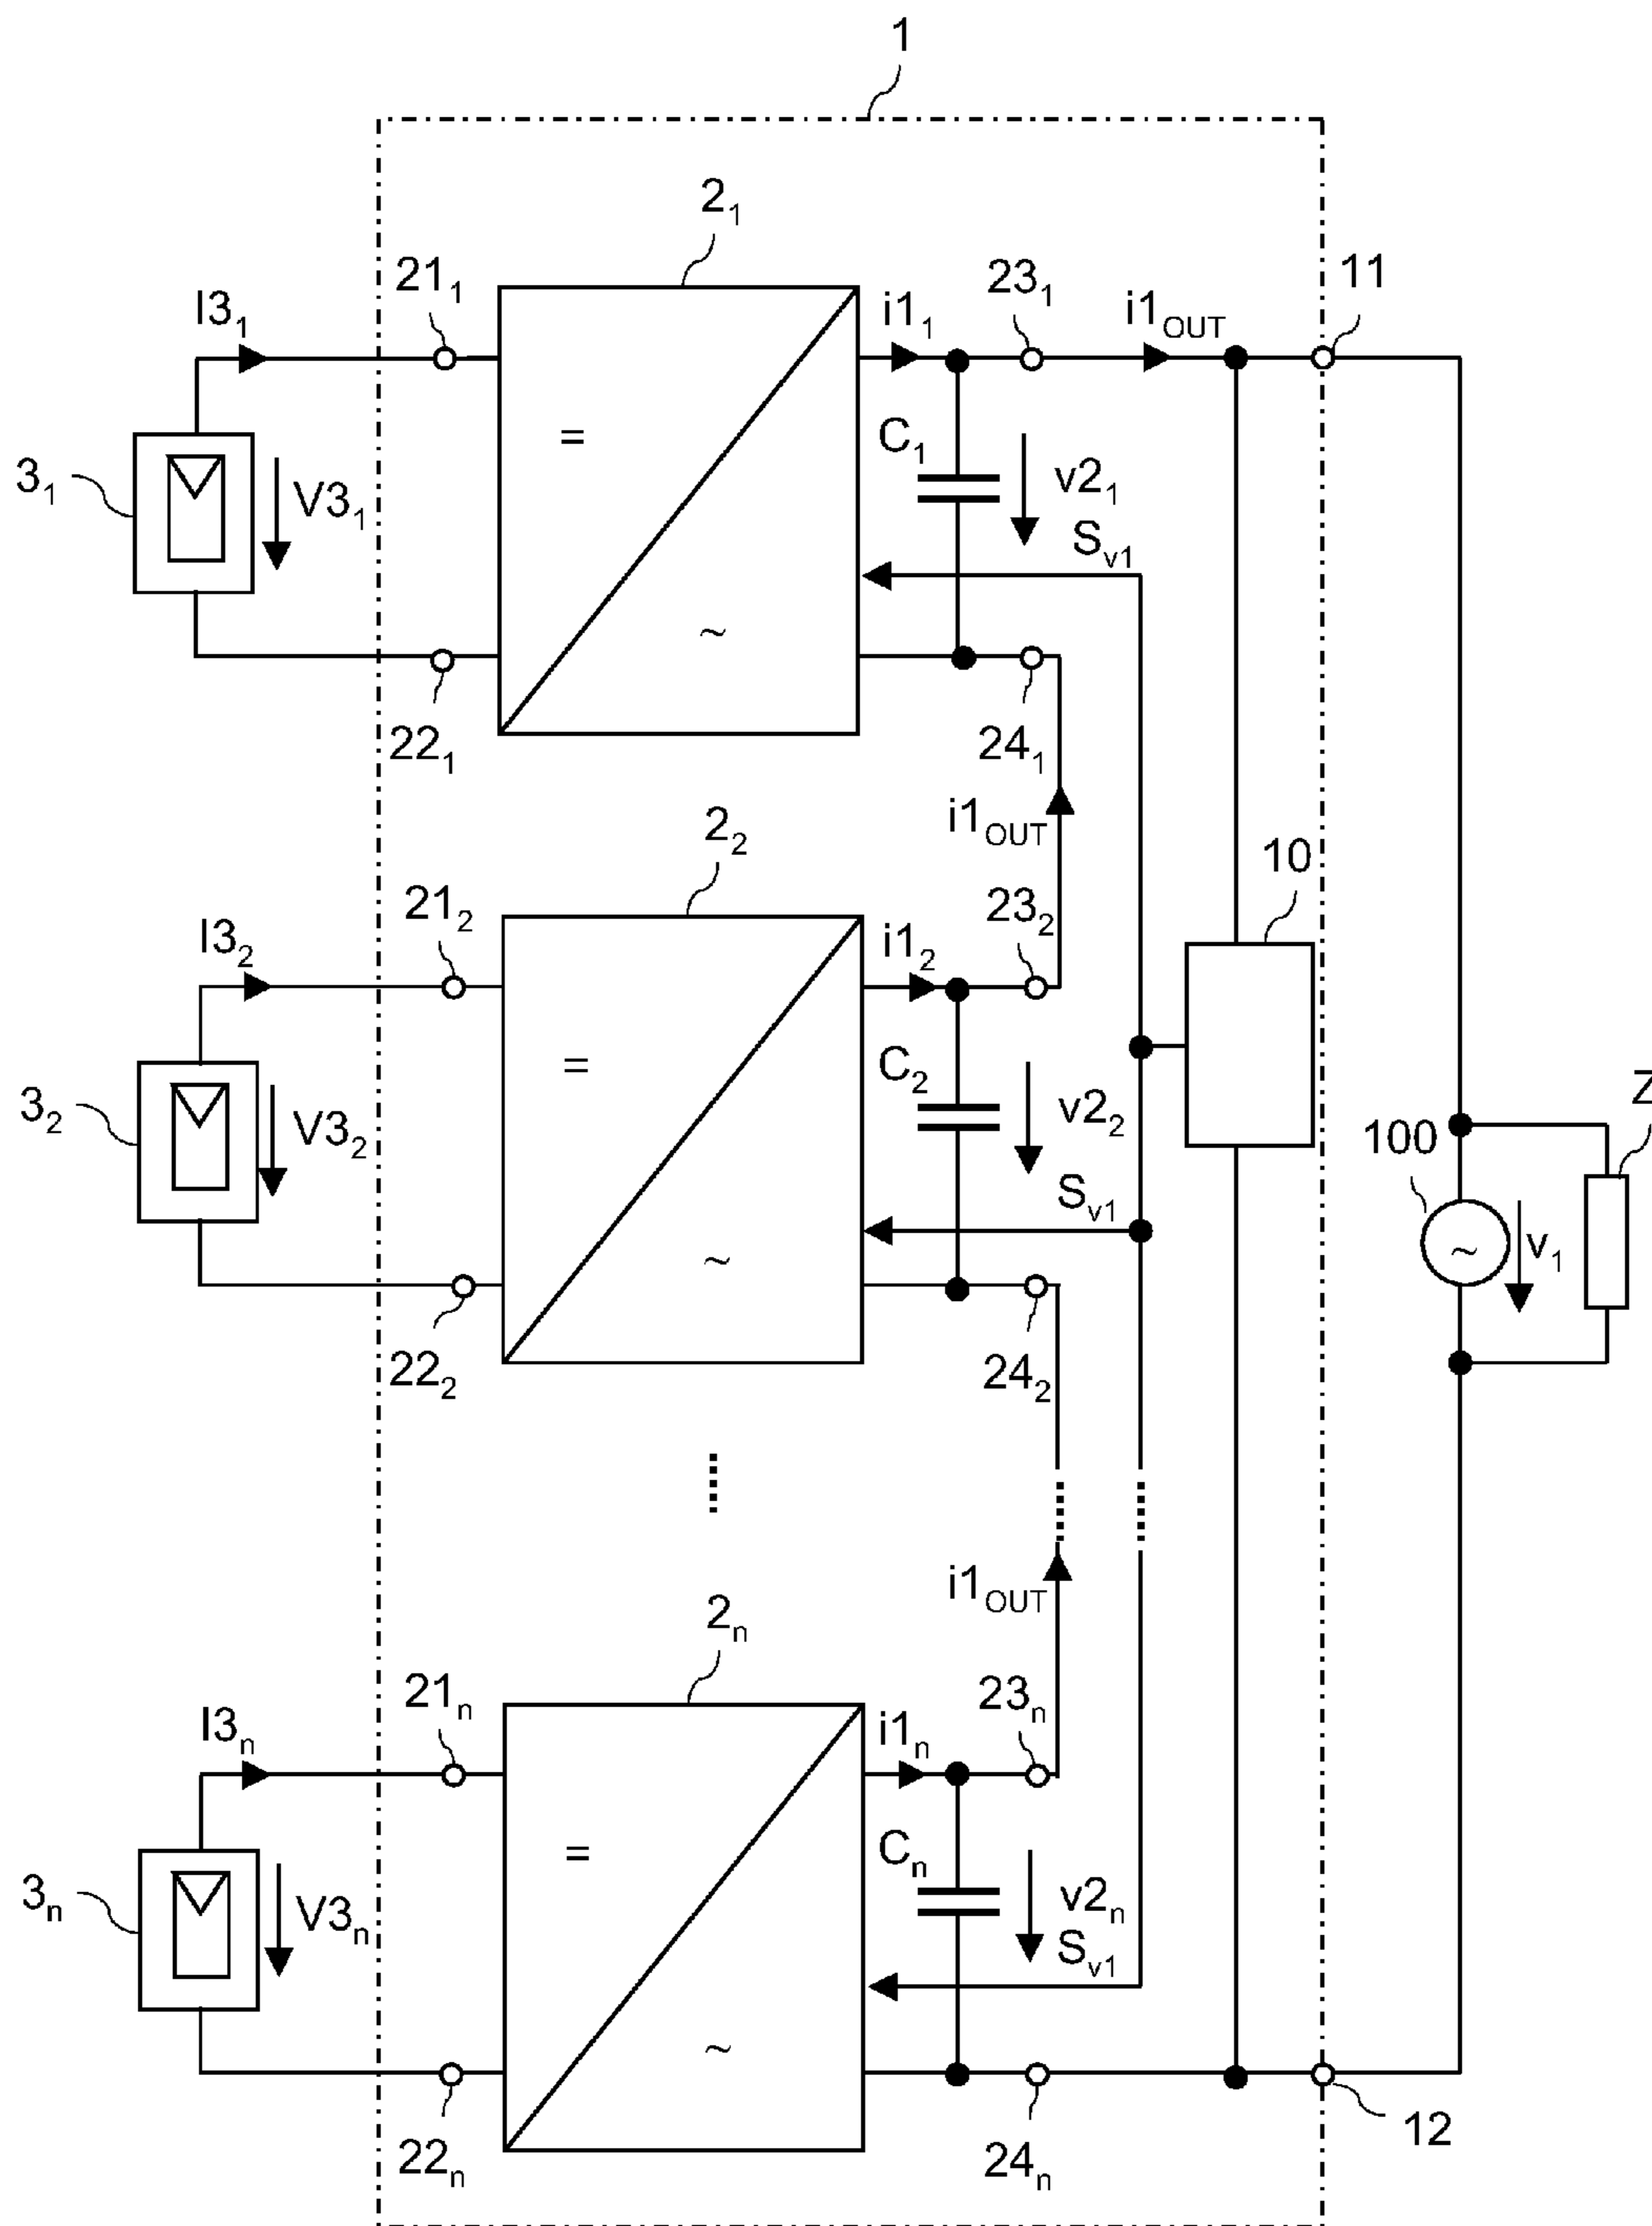 1
2₁
21₁
I3₁
i1₁
23₁
i1OUT
11
3₁
V3₁
=
C₁
v2₁
Sv1
~
22₁
24₁
i1OUT
2₂
10
21₂
I3₂
i1₂
23₂
3₂
V3₂
=
C₂
v2₂
Z
100
Sv1
~
~
v₁
22₂
24₂
i1OUT
2n
21n
I3n
i1n
23n
3n
V3n
=
Cn
v2n
Sv1
~
22n
24n
12